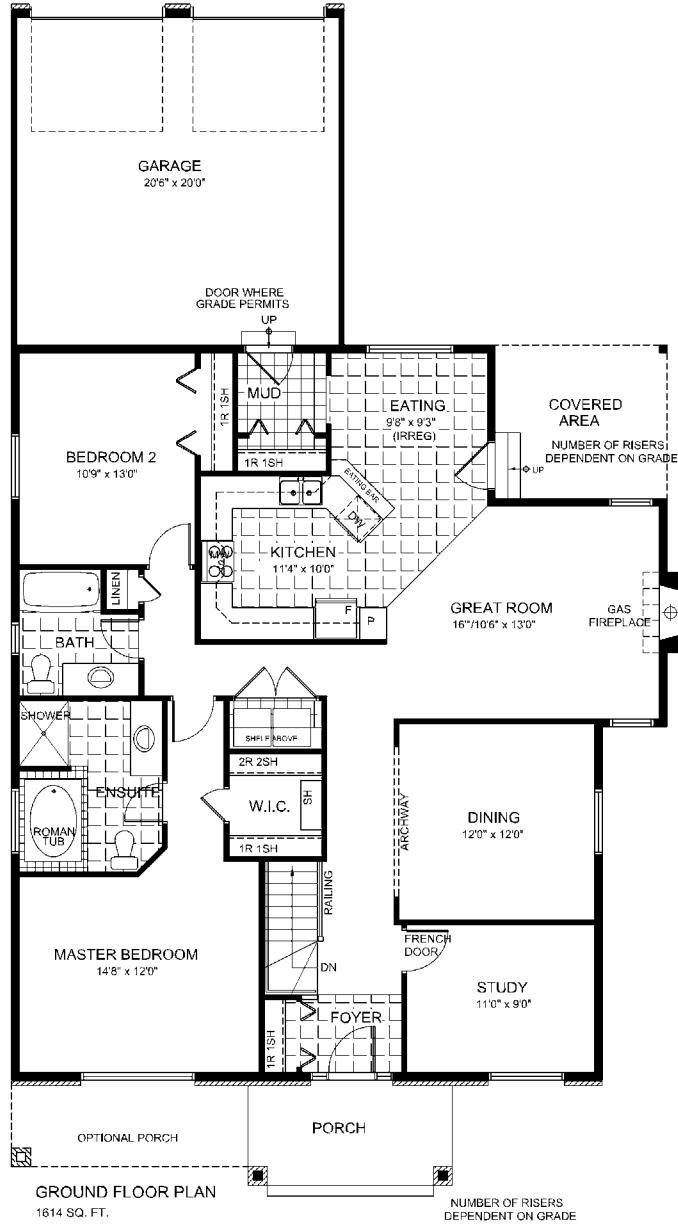 GARAGE
20'6" x 20'0"
DOOR WHERE
GRADE PERMITS
UP
MUD
1R 1SH
1R 1SH
EATING
9'8" x 9'3"
(IRREG)
COVERED
AREA
NUMBER OF RISERS
DEPENDENT ON GRADE
UP
BEDROOM 2
10'9" x 13'0"
EATING BAR
DW
KITCHEN
11'4" x 10'0"
F
P
LINEN
BATH
GREAT ROOM
16'"/10'6" x 13'0"
GAS
FIREPLACE
SHOWER
SHELF ABOVE
2R 2SH
ENSUITE
W.I.C.
SH
ROMAN
TUB
1R 1SH
ARCHWAY
DINING
12'0" x 12'0"
RAILING
MASTER BEDROOM
14'8" x 12'0"
DN
FRENCH
DOOR
STUDY
11'0" x 9'0"
FOYER
1R 1SH
OPTIONAL PORCH
PORCH
GROUND FLOOR PLAN
1614 SQ. FT.
NUMBER OF RISERS
DEPENDENT ON GRADE